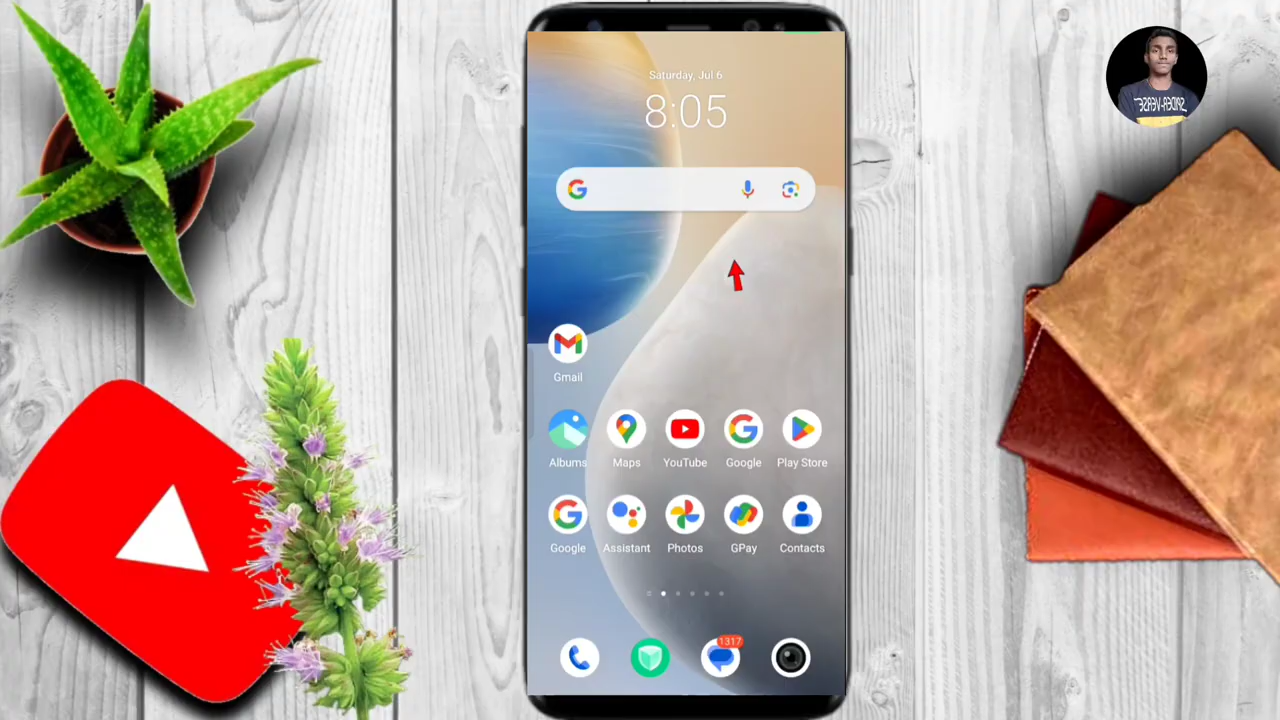 Saturday, Jul 6
8:05
Gmail
Albums Maps YouTube Google Play Store
Google Assistant Photos GPay Contacts
1317